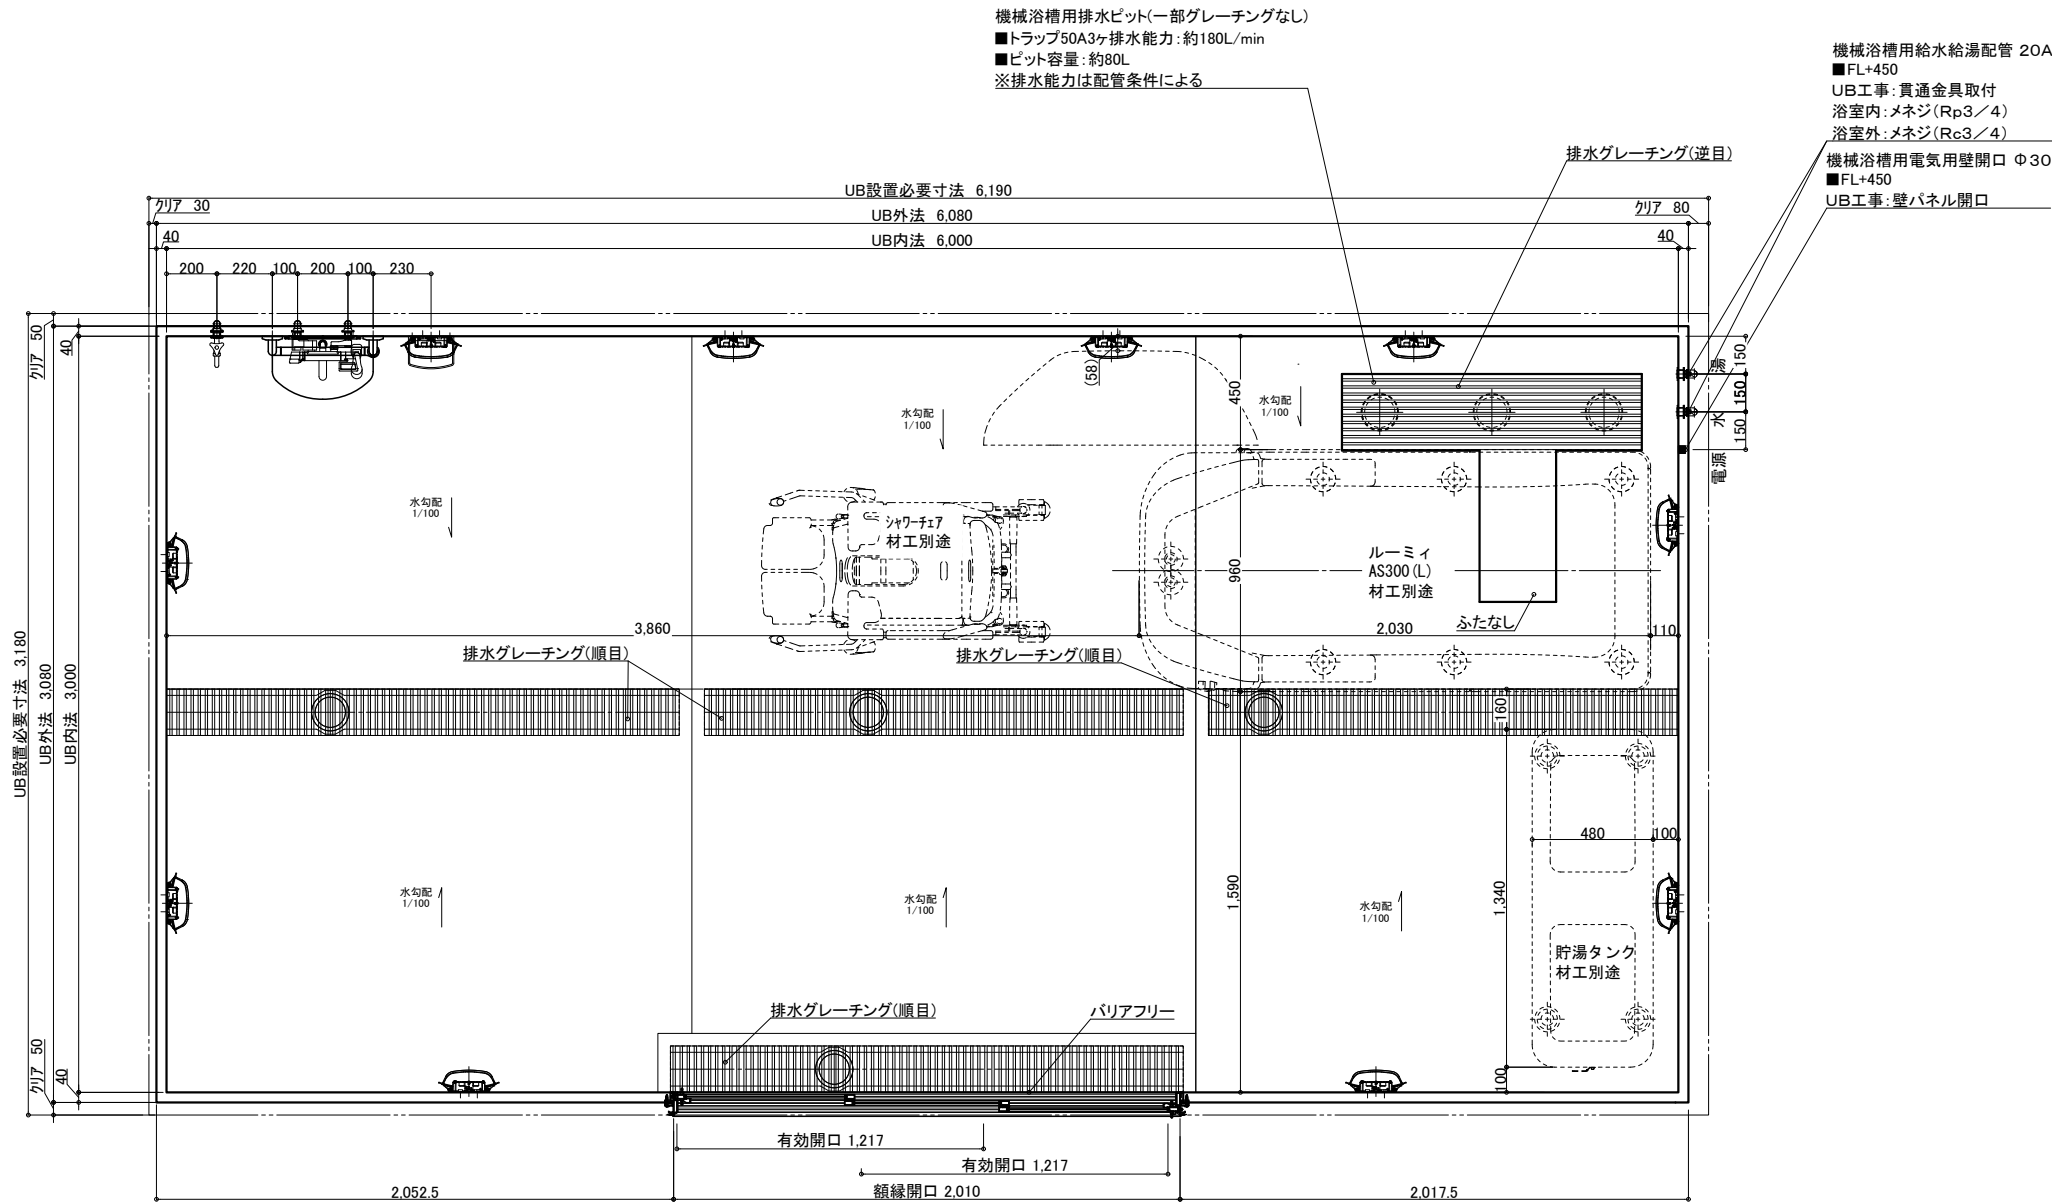 機械浴槽用排水ピット(一部グレーチングなし)
■トラップ50A3ヶ排水能力:約180L/min
■ピット容量:約80L
※排水能力は配管条件による
機械浴槽用給水給湯配管 20A
■FL+450
UB工事:貫通金具取付
浴室内:メネジ(Rp3/4)
浴室外:メネジ(Rc3/4)
機械浴槽用電気用壁開口 Φ30
■FL+450
UB工事:壁パネル開口
排水グレーチング(逆目)
UB設置必要寸法 6,190
クリア 30
UB外法 6,080
クリア 80
40
UB内法 6,000
40
200
220
100
200
100
230
クリア 50
40
UB設置必要寸法 3,180
UB外法 3,080
UB内法 3,000
(58)
450
水勾配
1/100
水勾配
1/100
水勾配
1/100
湯
150
150
水
150
電源
シャワーチェア
材工別途
960
ルーミィ
AS300(L)
材工別途
ふたなし
3,860
2,030
110
排水グレーチング(順目)
排水グレーチング(順目)
160
480
100
水勾配
1/100
水勾配
1/100
水勾配
1/100
1,590
1,340
貯湯タンク
材工別途
排水グレーチング(順目)
バリアフリー
クリア 50
40
100
有効開口 1,217
有効開口 1,217
2,052.5
額縁開口 2,010
2,017.5